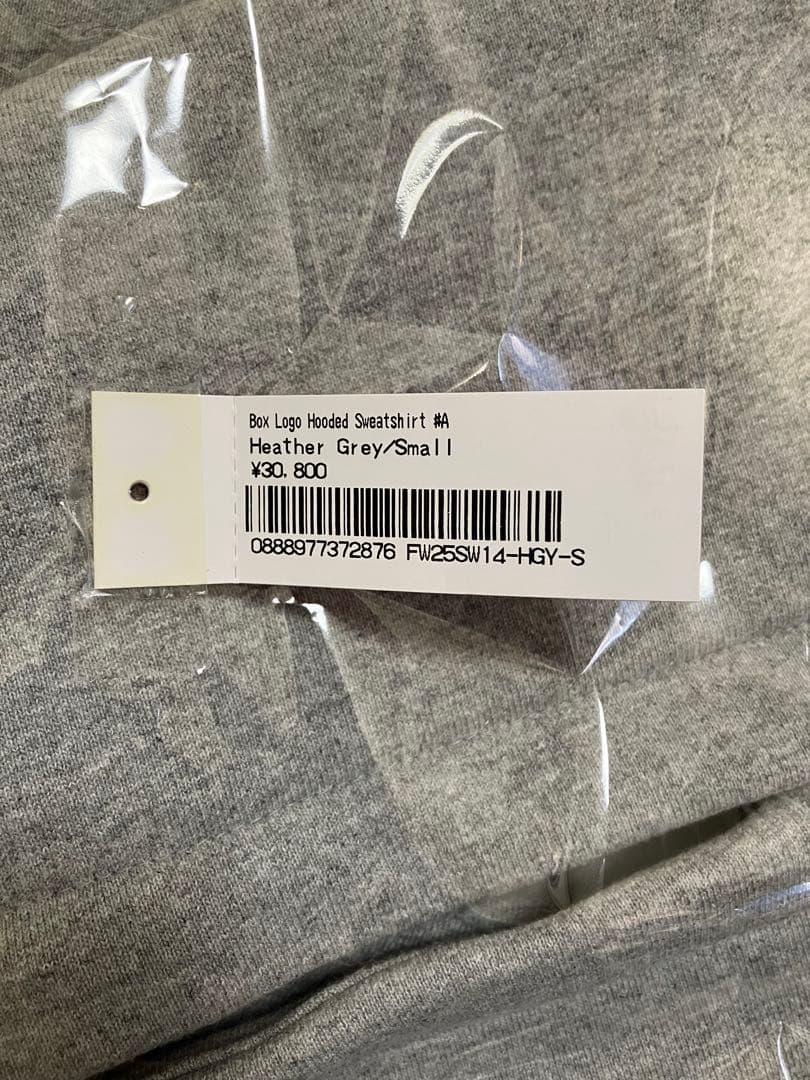 Box Logo Hooded Sweatshirt #A
Heather Grey/Small
¥30,800
0888977372876 FW25SW14-HGY-S